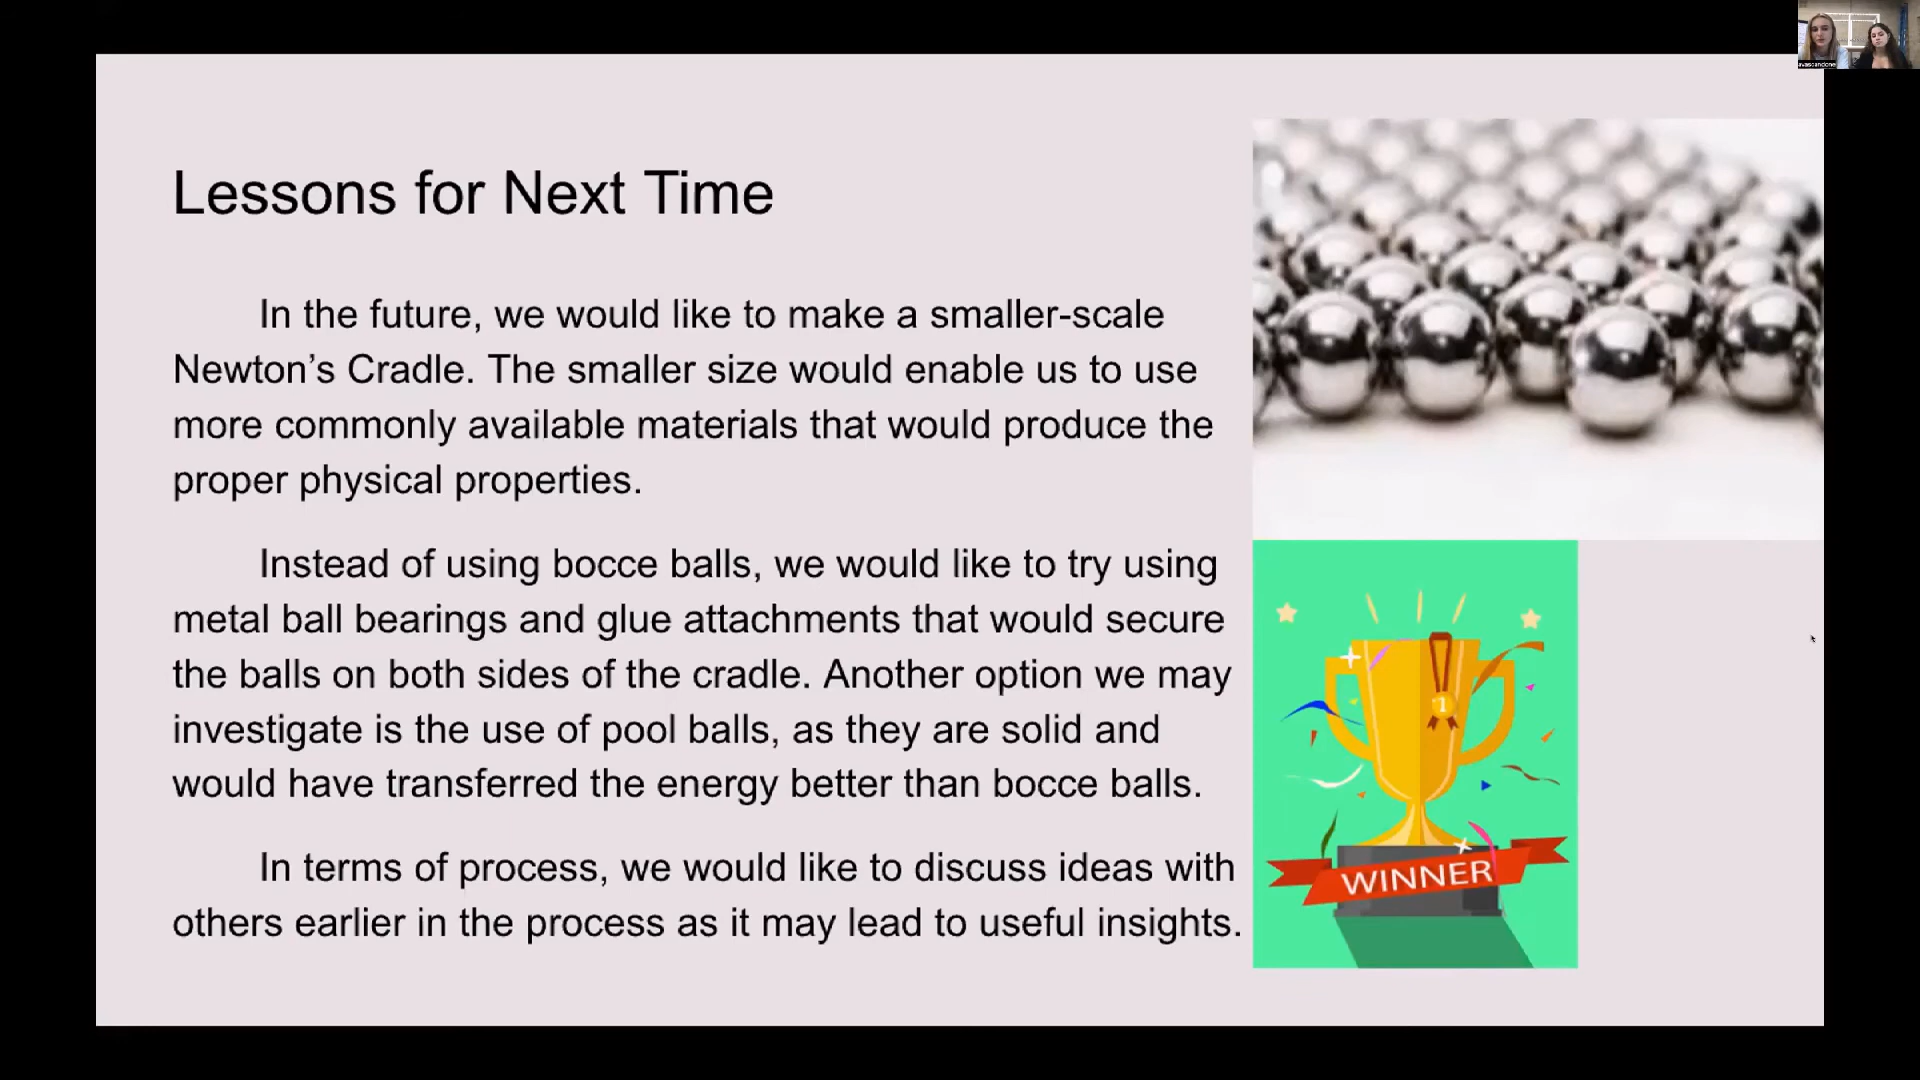 Lessons for Next Time
In the future, we would like to make a smaller-scale
Newton’s Cradle. The smaller size would enable us to use
more commonly available materials that would produce the
proper physical properties.
Instead of using bocce balls, we would like to try using
metal ball bearings and glue attachments that would secure
the balls on both sides of the cradle. Another option we may
investigate is the use of pool balls, as they are solid and
would have transferred the energy better than bocce balls.
In terms of process, we would like to discuss ideas with
others earlier in the process as it may lead to useful insights.
1
WINNER